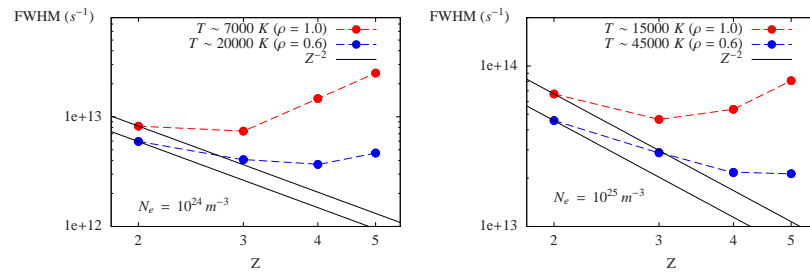 FWHM (s⁻¹)
T ~ 7000 K (ρ = 1.0)
T ~ 20000 K (ρ = 0.6)
Z⁻²
1e+13
1e+12
Nₑ = 10²⁴ m⁻³
2 3 4 5
Z
FWHM (s⁻¹)
T ~ 15000 K (ρ = 1.0)
T ~ 45000 K (ρ = 0.6)
Z⁻²
1e+14
1e+13
Nₑ = 10²⁵ m⁻³
2 3 4 5
Z